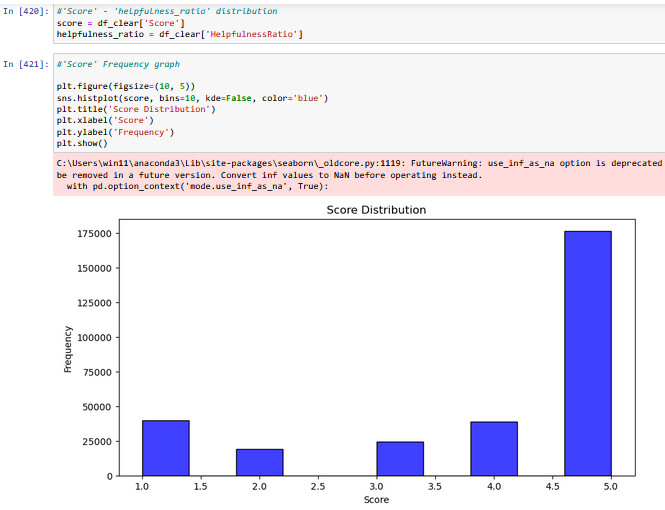 In [420]: #'Score' - 'helpfulness_ratio' distribution
score = df_clear['Score']
helpfulness_ratio = df_clear['HelpfulnessRatio']
In [421]: #'Score' Frequency graph
plt.figure(figsize=(10, 5))
sns.histplot(score, bins=10, kde=False, color='blue')
plt.title('Score Distribution')
plt.xlabel('Score')
plt.ylabel('Frequency')
plt.show()
C:\Users\win11\anaconda3\Lib\site-packages\seaborn\_oldcore.py:1119: FutureWarning: use_inf_as_na option is deprecated
be removed in a future version. Convert inf values to NaN before operating instead.
with pd.option_context('mode.use_inf_as_na', True):
Score Distribution
175000
150000
125000
100000
75000
50000
25000
0
Frequency
1.0 1.5 2.0 2.5 3.0 3.5 4.0 4.5 5.0
Score